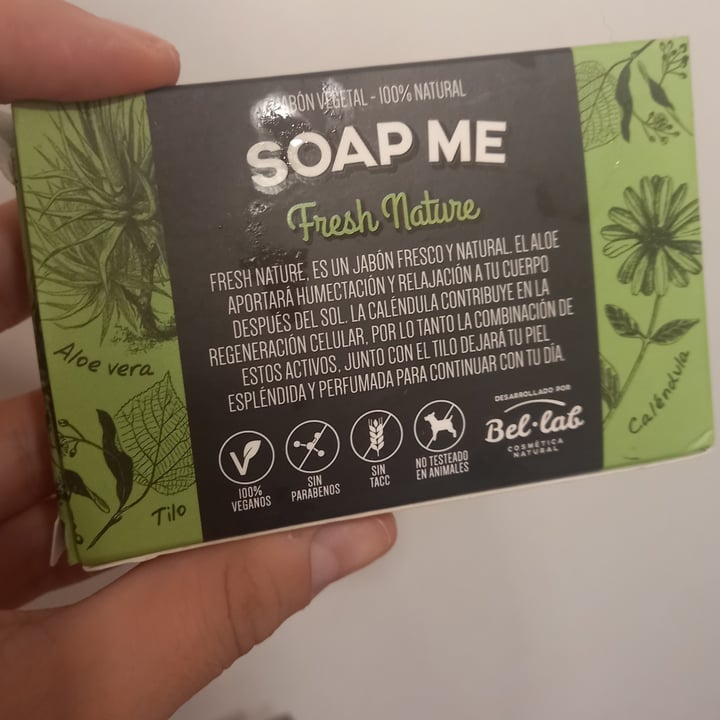 JABÓN VEGETAL - 100% NATURAL
SOAP ME
Fresh Nature
FRESH NATURE, ES UN JABÓN FRESCO Y NATURAL. EL ALOE
APORTARÁ HUMECTACIÓN Y RELAJACIÓN A TU CUERPO
DESPUÉS DEL SOL. LA CALÉNDULA CONTRIBUYE EN LA
REGENERACIÓN CELULAR, POR LO TANTO LA COMBINACIÓN DE
ESTOS ACTIVOS, JUNTO CON EL TILO DEJARÁ TU PIEL
ESPLÉNDIDA Y PERFUMADA PARA CONTINUAR CON TU DÍA.
Aloe vera
Tilo
Caléndula
100%
VEGANOS
SIN
PARABENOS
SIN
TACC
NO TESTEADO
EN ANIMALES
DESARROLLADO POR
Bel·lab
COSMÉTICA
NATURAL